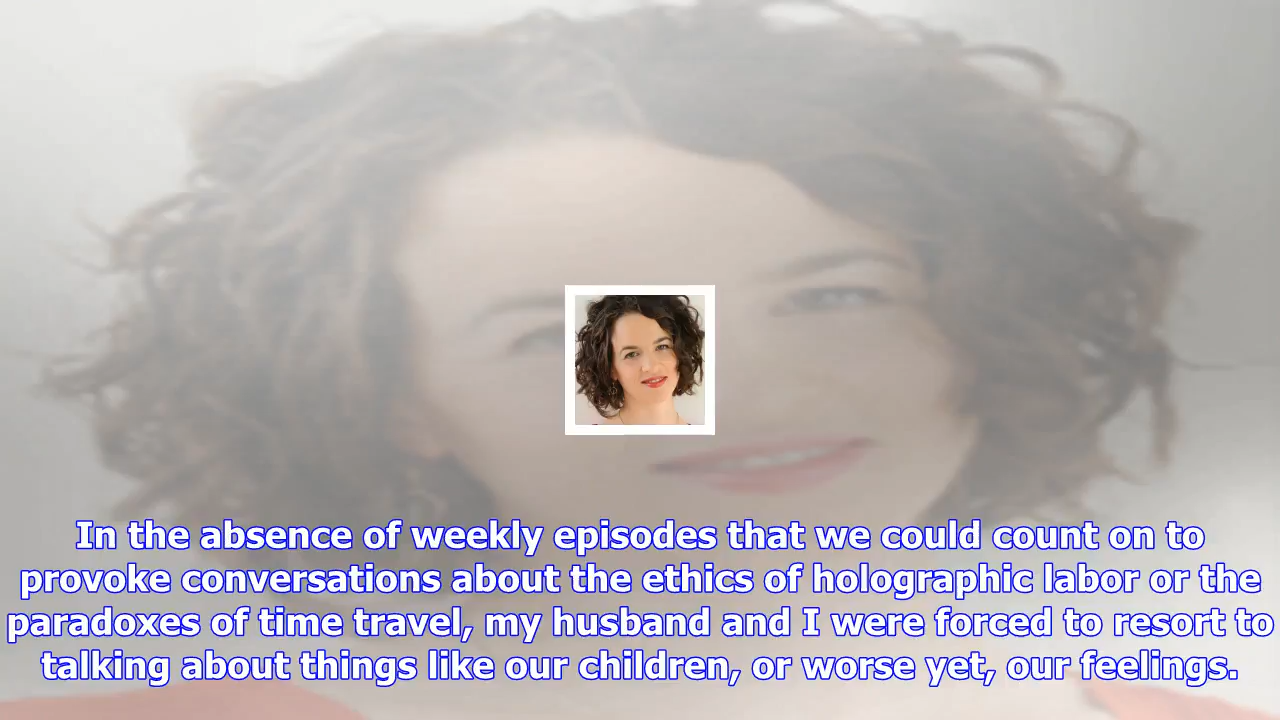 In the absence of weekly episodes that we could count on to
provoke conversations about the ethics of holographic labor or the
paradoxes of time travel, my husband and I were forced to resort to
talking about things like our children, or worse yet, our feelings.